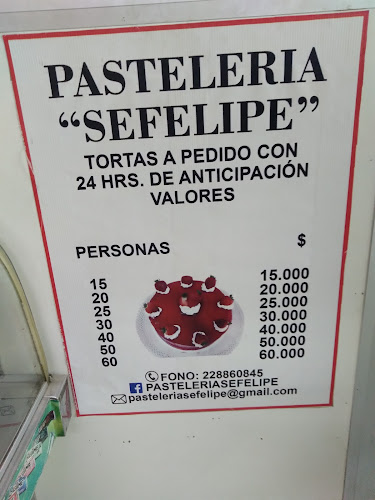 PASTELERIA
"SEFELIPE"
TORTAS A PEDIDO CON
24 HRS. DE ANTICIPACIÓN
VALORES
PERSONAS $
15 15.000
20 20.000
25 25.000
30 30.000
40 40.000
50 50.000
60 60.000
FONO: 228860845
PASTELERIASEFELIPE
pasteleriasefelipe@gmail.com